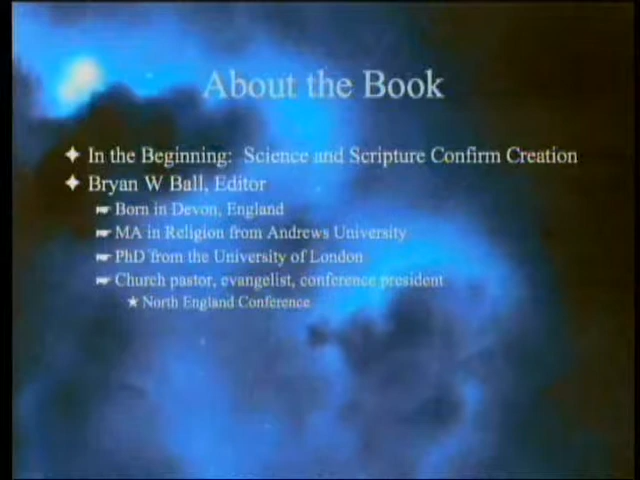 About the Book
In the Beginning: Science and Scripture Confirm Creation
Bryan W Ball, Editor
Born in Devon, England
MA in Religion from Andrews University
PhD from the University of London
Church pastor, evangelist, conference president
North England Conference